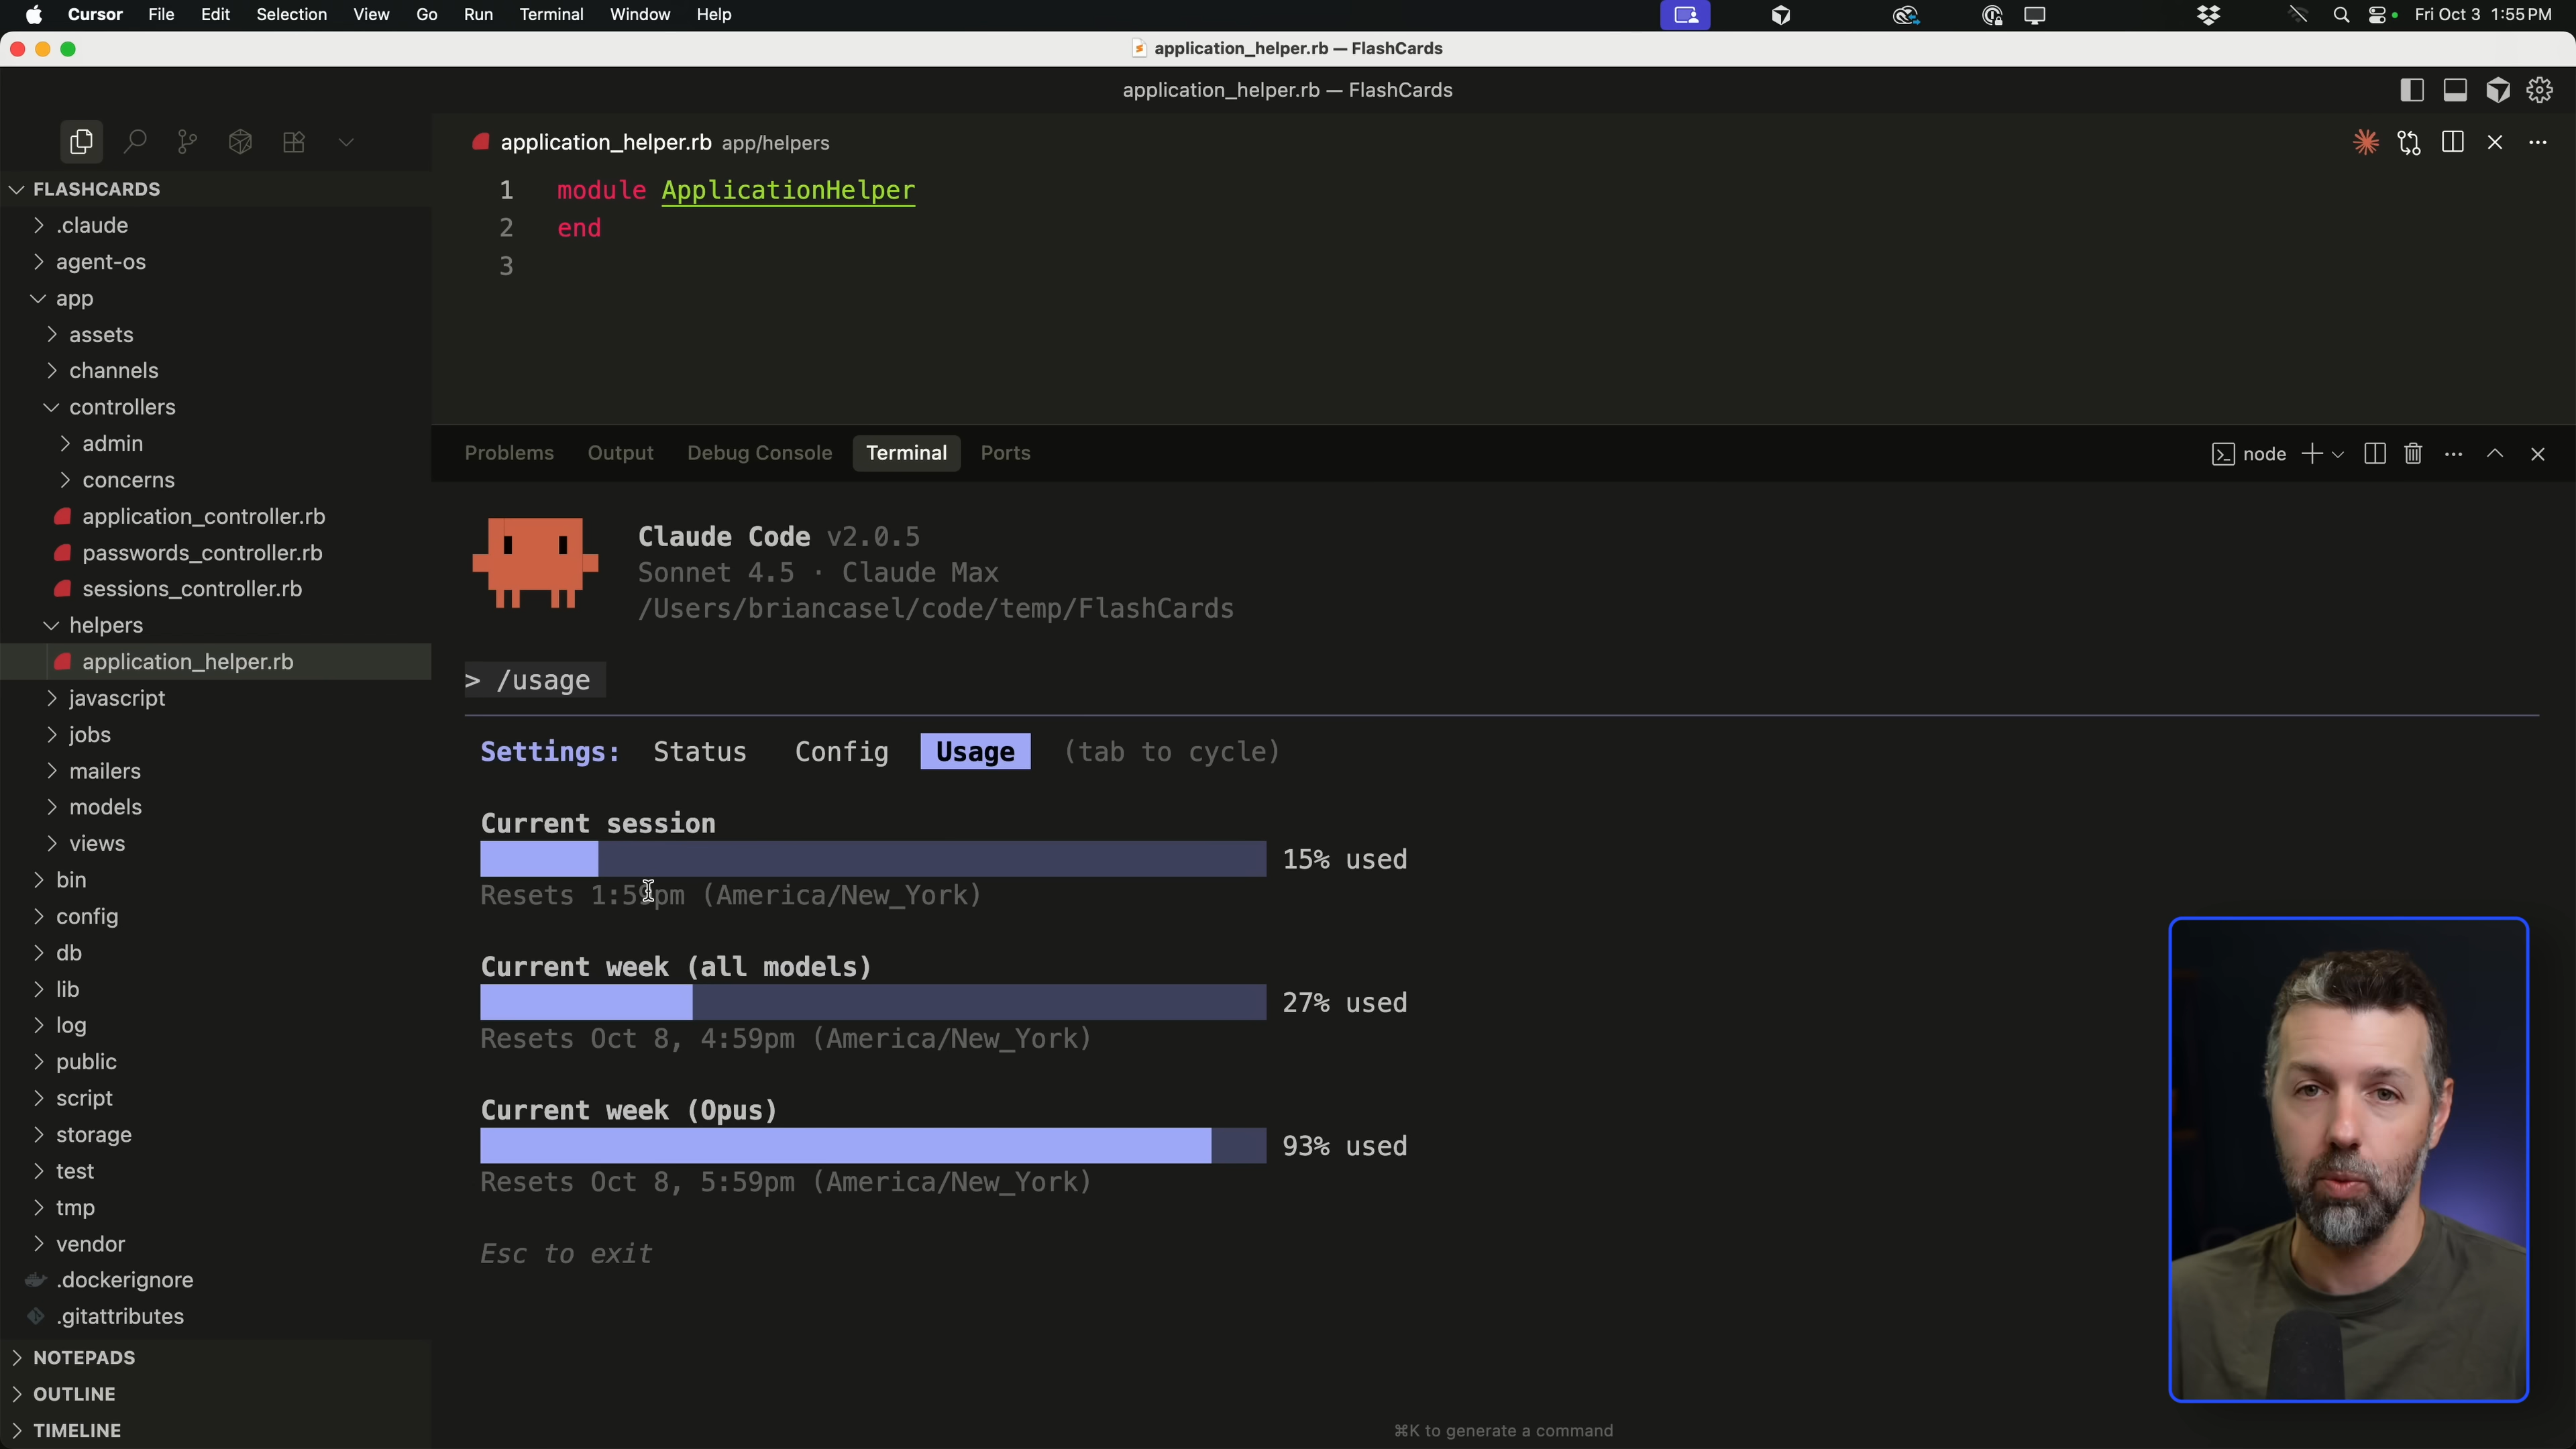 Cursor File Edit Selection View Go Run Terminal Window Help Fri Oct 3 1:55 PM
application_helper.rb — FlashCards
application_helper.rb — FlashCards
application_helper.rb app/helpers
FLASHCARDS
.claude
agent-os
app
assets
channels
controllers
admin
concerns
application_controller.rb
passwords_controller.rb
sessions_controller.rb
helpers
application_helper.rb
javascript
jobs
mailers
models
views
bin
config
db
lib
log
public
script
storage
test
tmp
vendor
.dockerignore
.gitattributes
NOTEPADS
OUTLINE
TIMELINE
1 module ApplicationHelper
2 end
3
Problems Output Debug Console Terminal Ports node
Claude Code v2.0.5
Sonnet 4.5 · Claude Max
/Users/briancasel/code/temp/FlashCards
> /usage
Settings: Status Config Usage (tab to cycle)
Current session
15% used
Resets 1:59pm (America/New_York)
Current week (all models)
27% used
Resets Oct 8, 4:59pm (America/New_York)
Current week (Opus)
93% used
Resets Oct 8, 5:59pm (America/New_York)
Esc to exit
⌘K to generate a command